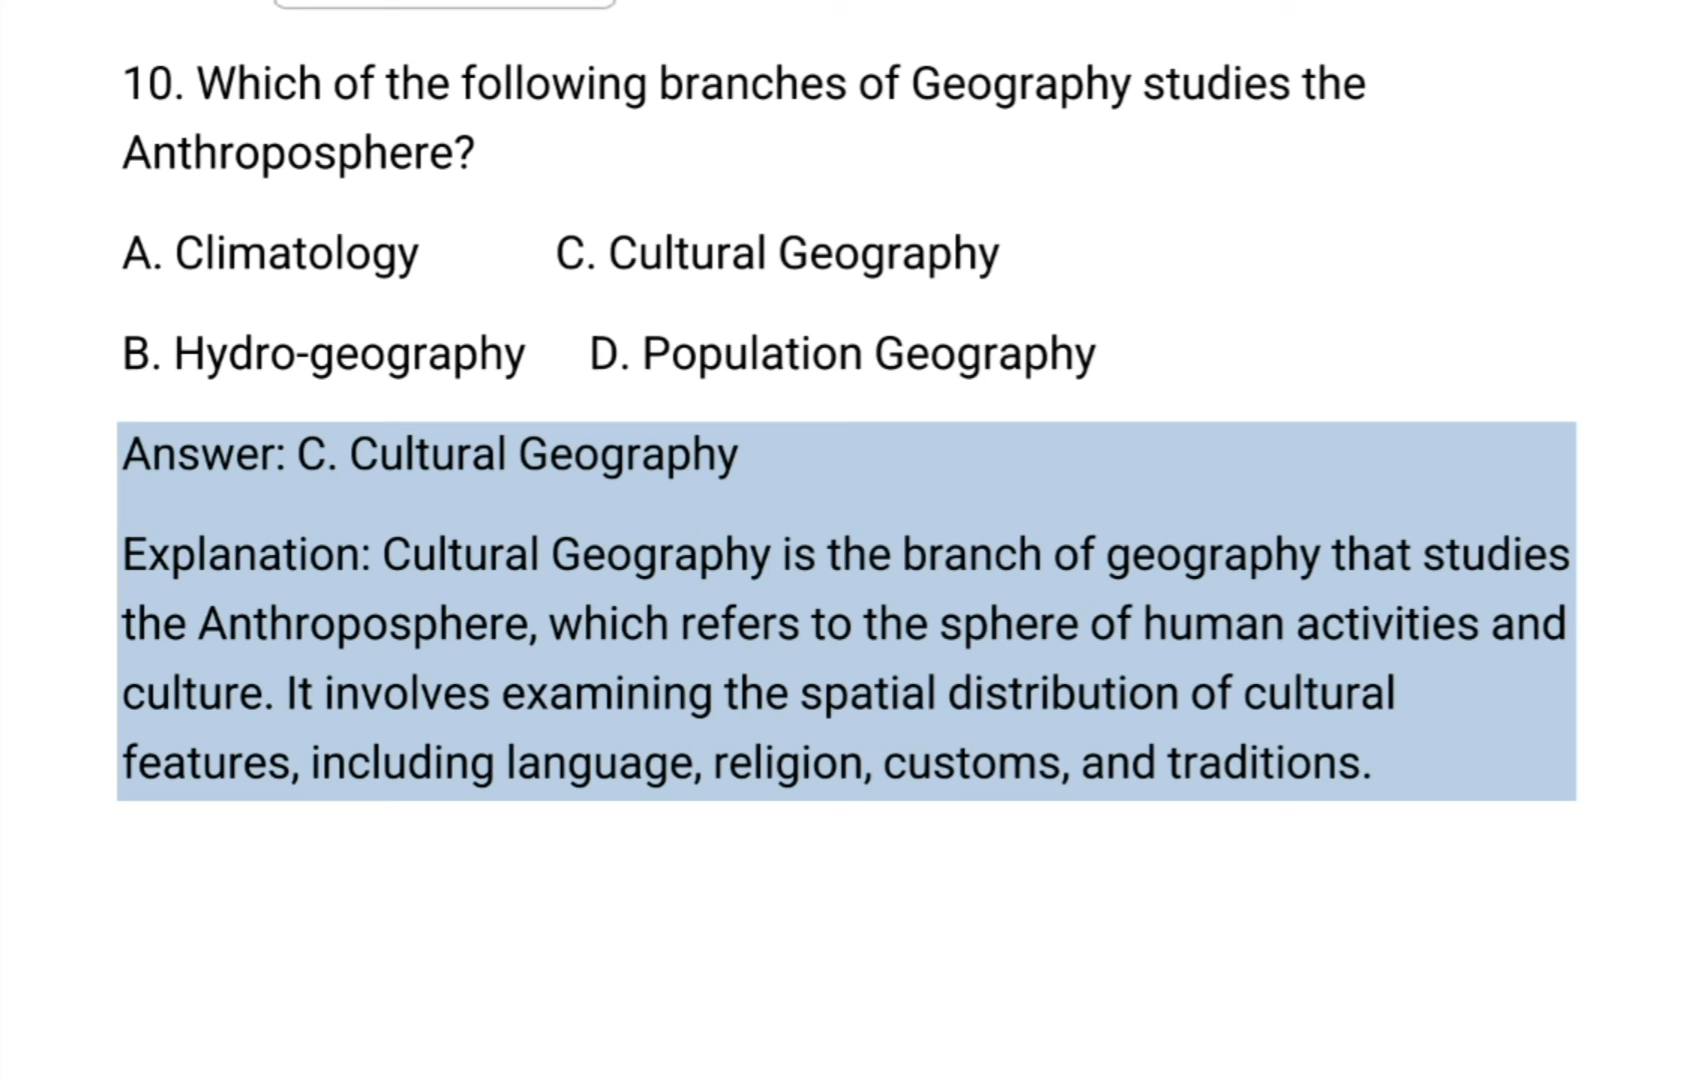 10. Which of the following branches of Geography studies the
Anthroposphere?
A. Climatology C. Cultural Geography
B. Hydro-geography D. Population Geography
Answer: C. Cultural Geography
Explanation: Cultural Geography is the branch of geography that studies
the Anthroposphere, which refers to the sphere of human activities and
culture. It involves examining the spatial distribution of cultural
features, including language, religion, customs, and traditions.